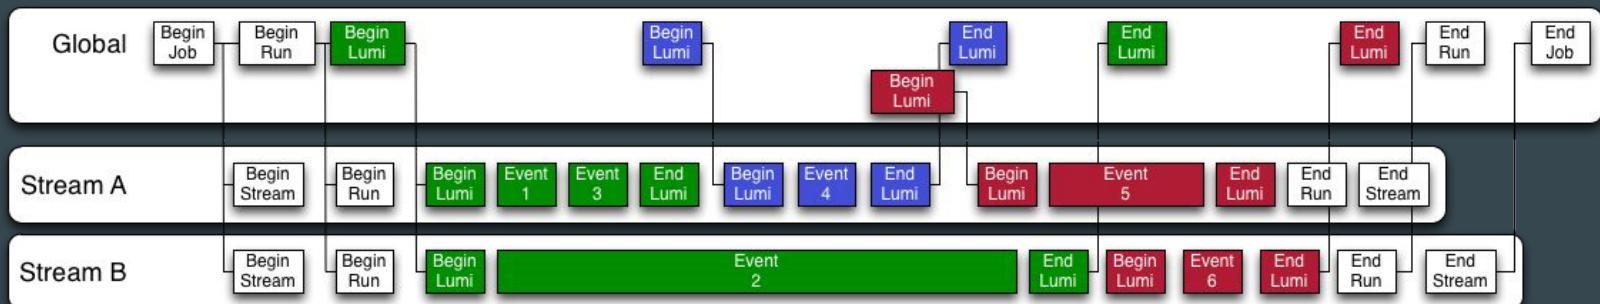 Global
Begin
Job
Begin
Run
Begin
Lumi
Begin
Lumi
Begin
Lumi
End
Lumi
End
Lumi
End
Lumi
End
Run
End
Job
Stream A
Begin
Stream
Begin
Run
Begin
Lumi
Event
1
Event
3
End
Lumi
Begin
Lumi
Event
4
End
Lumi
Begin
Lumi
Event
5
End
Lumi
End
Run
End
Stream
Stream B
Begin
Stream
Begin
Run
Begin
Lumi
Event
2
End
Lumi
Begin
Lumi
Event
6
End
Lumi
End
Run
End
Stream